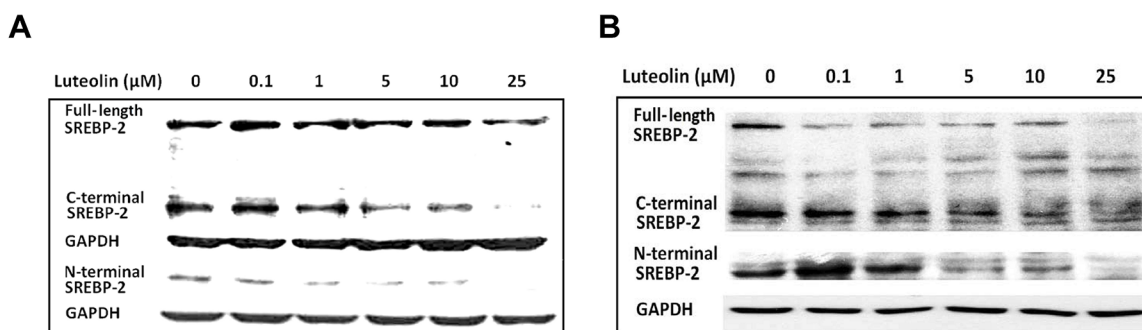 A
Luteolin (µM) 0 0.1 1 5 10 25
Full-length
SREBP-2
C-terminal
SREBP-2
GAPDH
N-terminal
SREBP-2
GAPDH
B
Luteolin (µM) 0 0.1 1 5 10 25
Full-length
SREBP-2
C-terminal
SREBP-2
N-terminal
SREBP-2
GAPDH